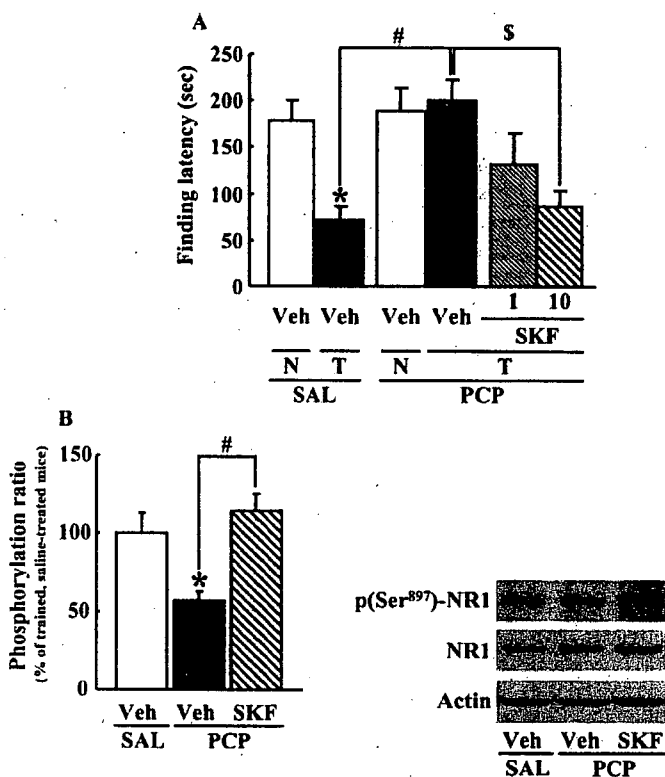 A
Finding latency (sec)
250
200
150
100
50
0
#
$
*
Veh Veh Veh Veh 1 10
SKF
N T N T
SAL PCP
B
Phosphorylation ratio
(% of trained, saline-treated mice)
150
100
50
0
#
*
Veh Veh SKF
SAL PCP
p(Ser897)-NR1
NR1
Actin
Veh Veh SKF
SAL PCP